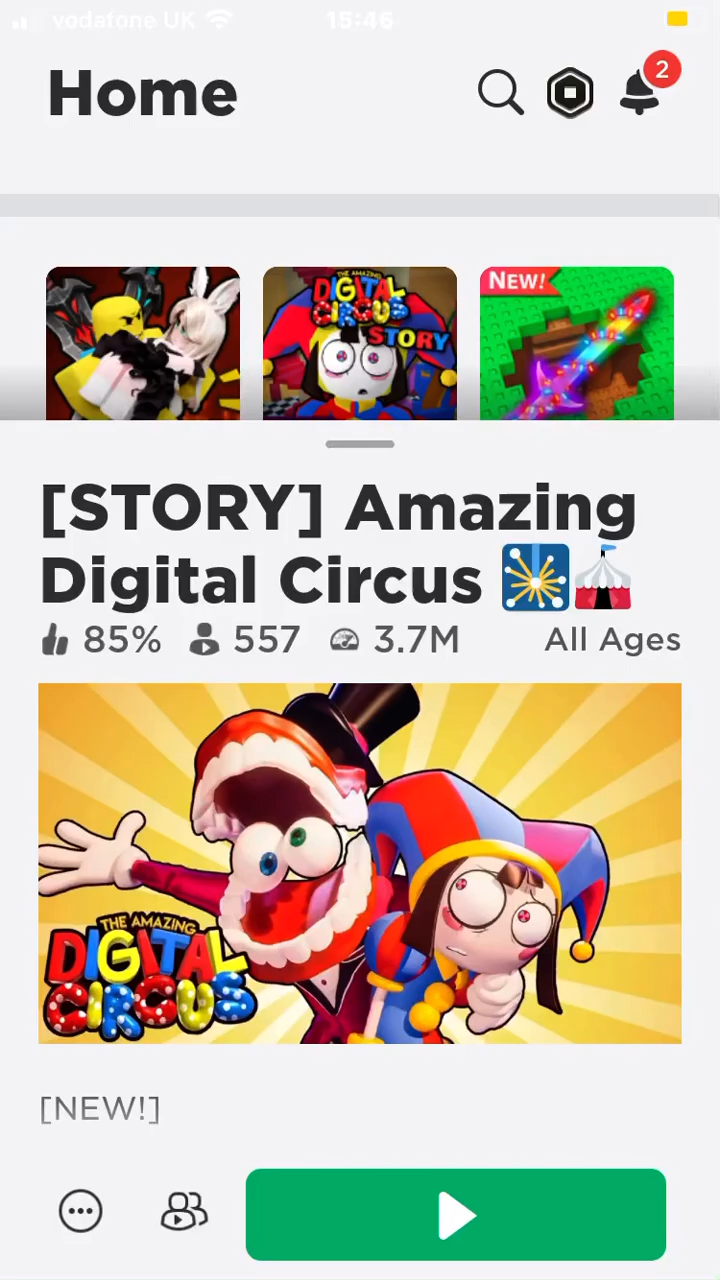 vodafone UK
15:46
Home
2
THE AMAZING
DIGITAL
CIRCUS
STORY
NEW!
[STORY] Amazing
Digital Circus
85%
557
3.7M
All Ages
THE AMAZING
DIGITAL
CIRCUS
[NEW!]